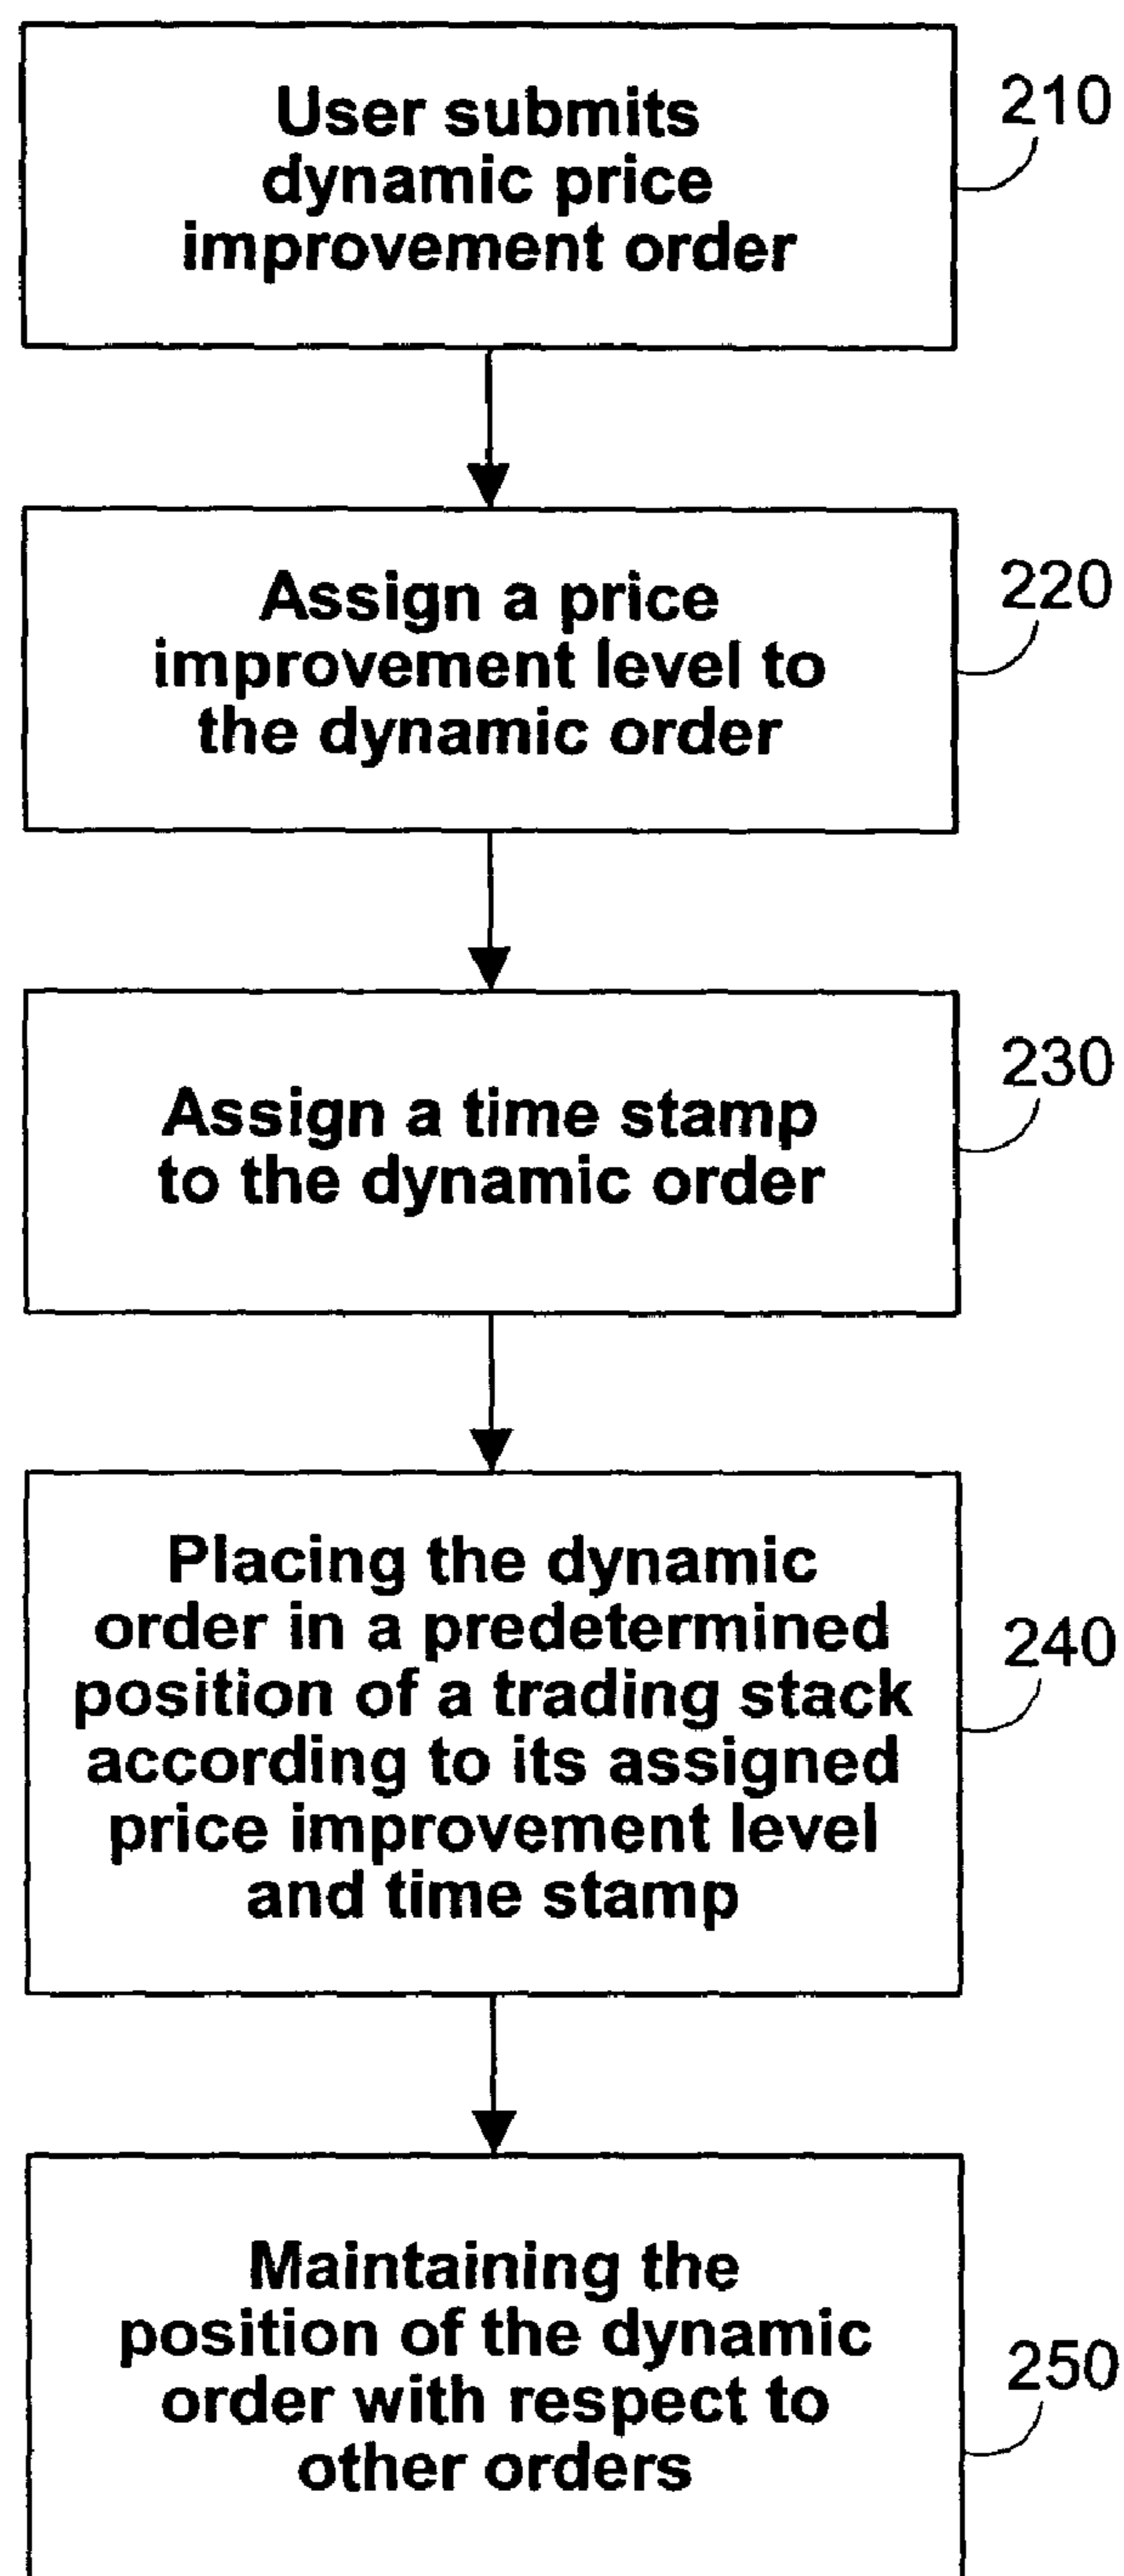 User submits
dynamic price
improvement order
210
Assign a price
improvement level to
the dynamic order
220
Assign a time stamp
to the dynamic order
230
Placing the dynamic
order in a predetermined
position of a trading stack
according to its assigned
price improvement level
and time stamp
240
Maintaining the
position of the dynamic
order with respect to
other orders
250